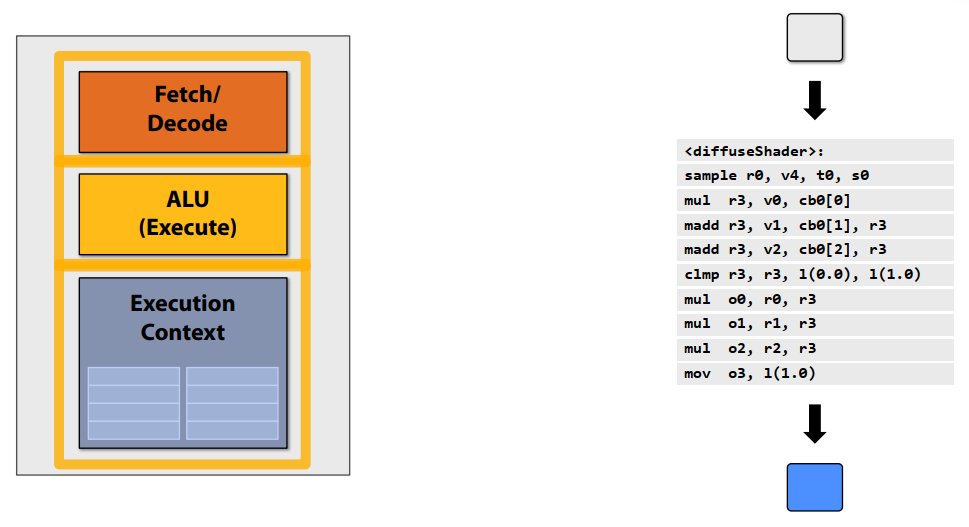 Fetch/
Decode
ALU
(Execute)
Execution
Context
<diffuseShader>:
sample r0, v4, t0, s0
mul  r3, v0, cb0[0]
madd r3, v1, cb0[1], r3
madd r3, v2, cb0[2], r3
clmp r3, r3, l(0.0), l(1.0)
mul  o0, r0, r3
mul  o1, r1, r3
mul  o2, r2, r3
mov  o3, l(1.0)